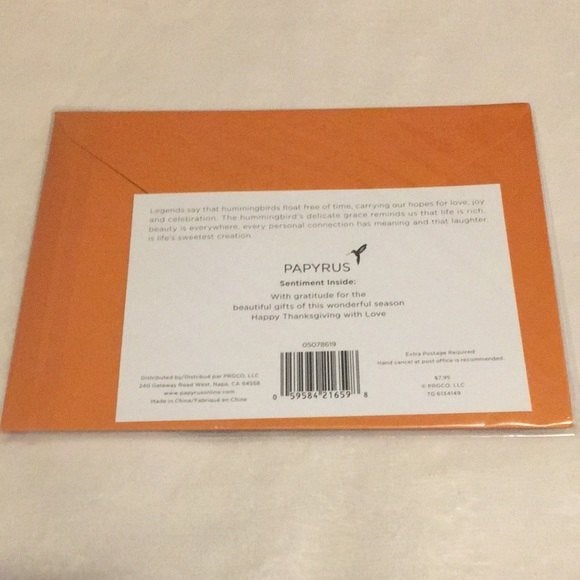 Legends say that hummingbirds float free of time, carrying our hopes for love, joy
and celebration. The hummingbird's delicate grace reminds us that life is rich,
beauty is everywhere, every personal connection has meaning and that laughter
is life's sweetest creation.
PAPYRUS
Sentiment Inside:
With gratitude for the
beautiful gifts of this wonderful season
Happy Thanksgiving with Love
05078619
Distributed by/Distribué par PRGCO, LLC
240 Gateway Road West, Napa, CA 94558
www.papyrusonline.com
Made in China/Fabriqué en Chine
0 59584 21659 8
Extra Postage Required
Hand cancel at post office is recommended.
$7.95
© PRGCO, LLC
TG 6134149